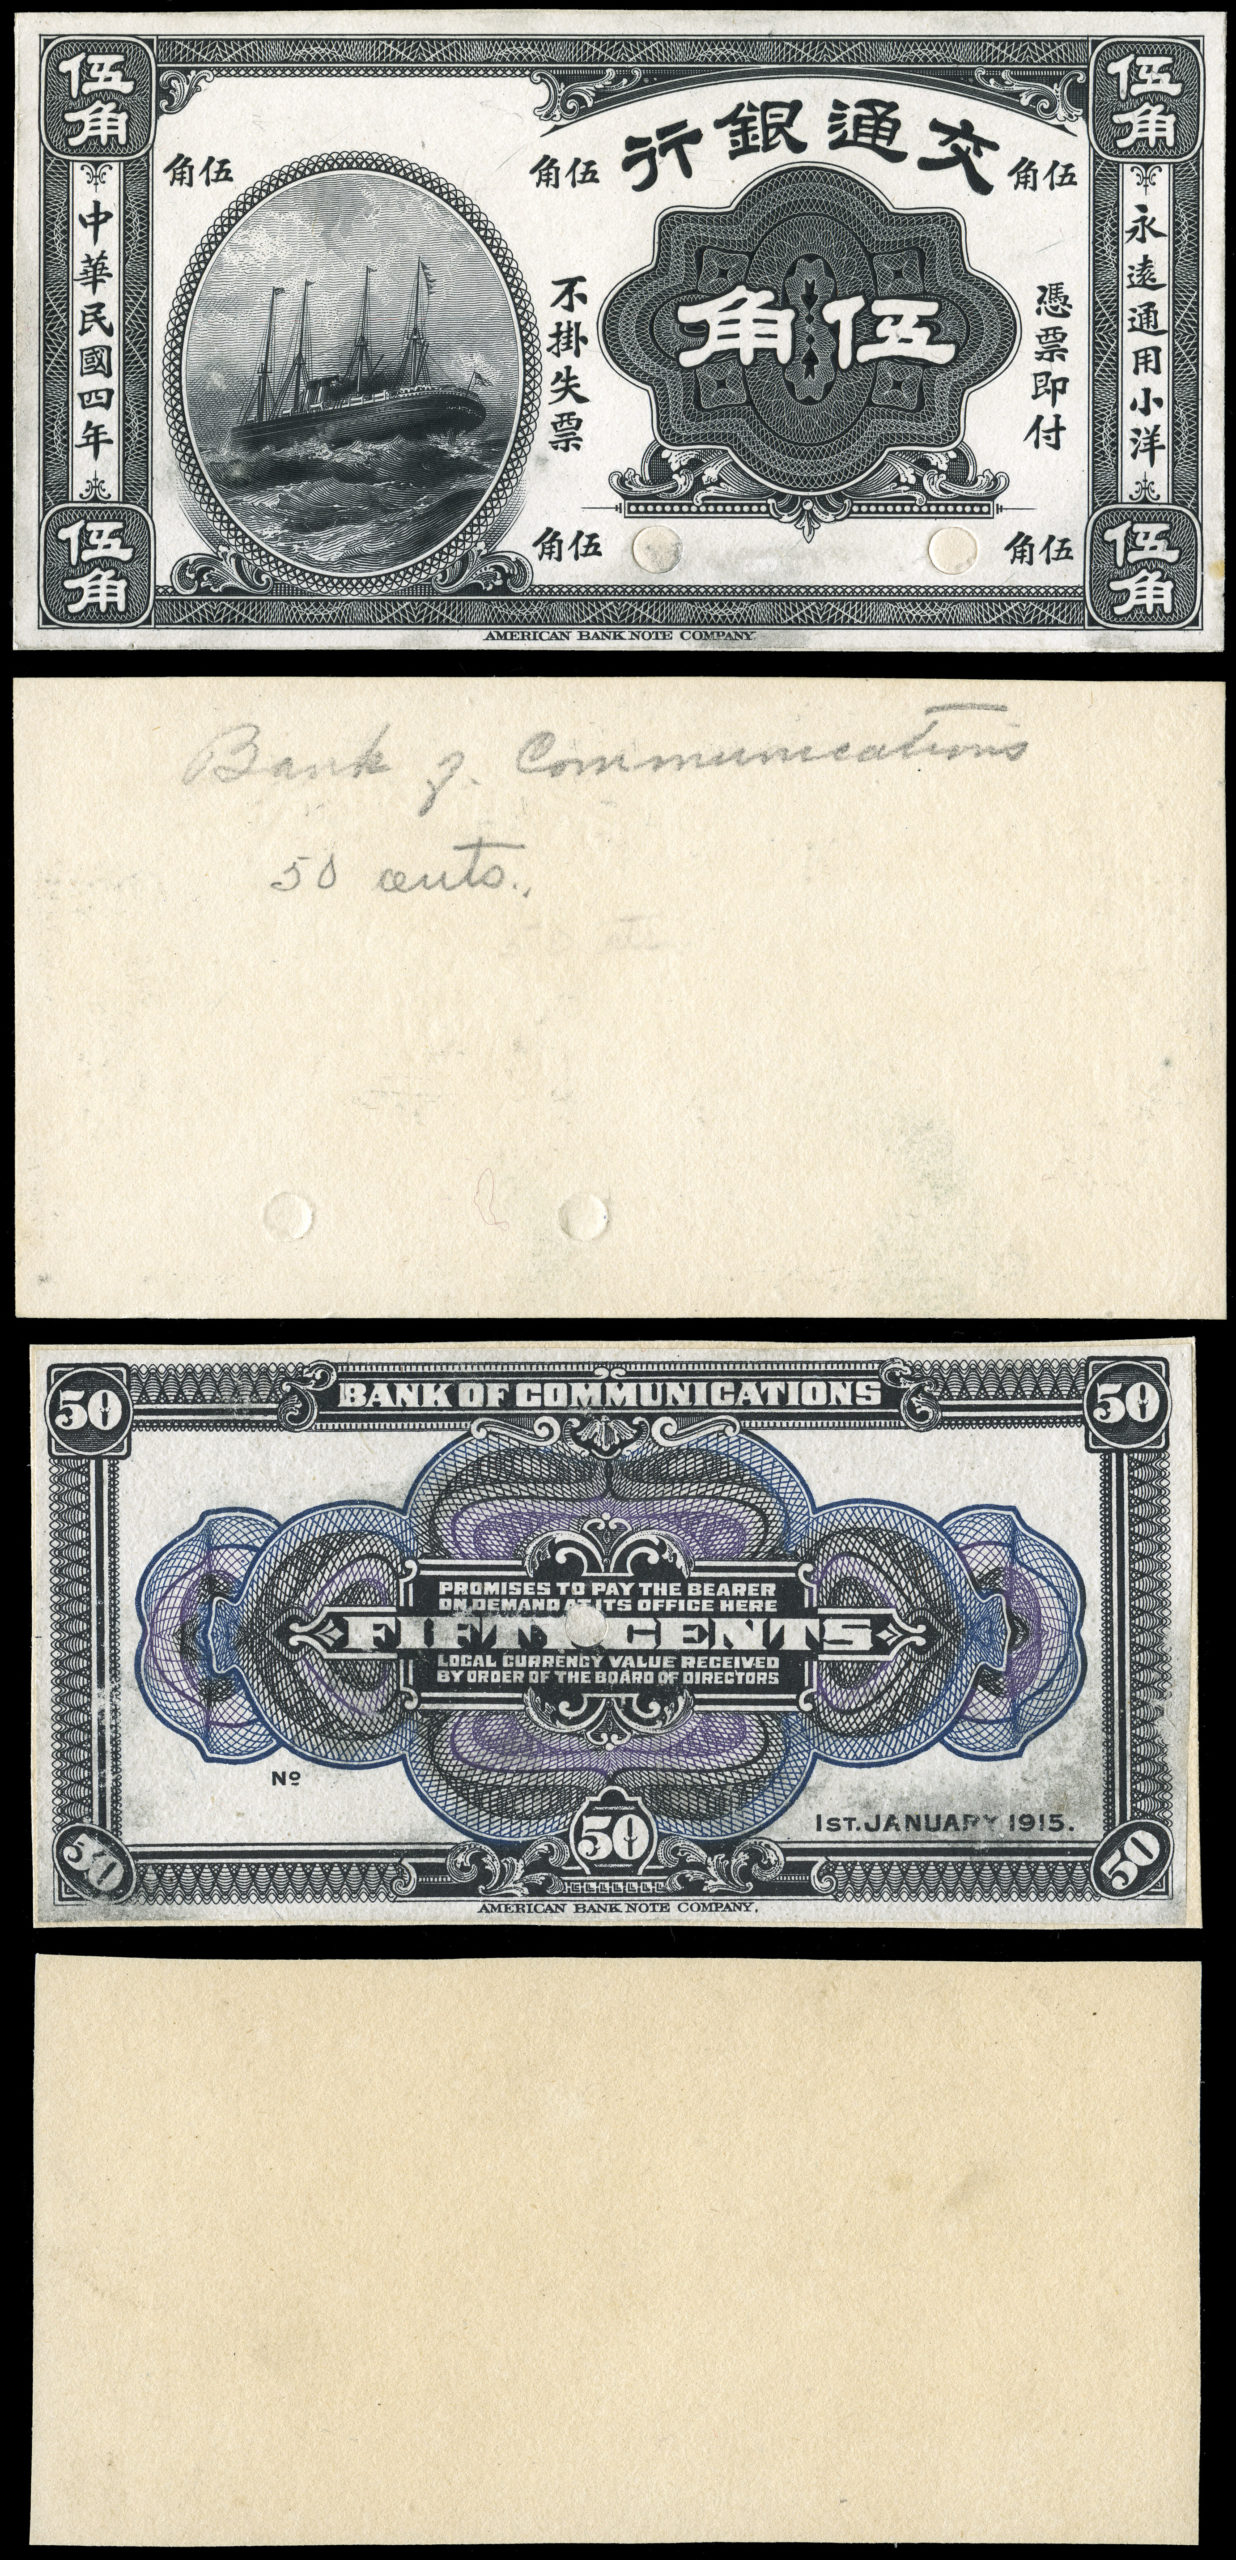 伍角
伍角
交通銀行
伍角
伍角
伍角
中華民國四年
永遠通用小洋
不掛失票
憑票即付
伍角
伍角
伍角
伍角
伍角
AMERICAN BANK NOTE COMPANY.
Bank of Communications
50 cents.
50
BANK OF COMMUNICATIONS
50
PROMISES TO PAY THE BEARER
ON DEMAND AT ITS OFFICE HERE
FIFTY CENTS
LOCAL CURRENCY VALUE RECEIVED
BY ORDER OF THE BOARD OF DIRECTORS
No
1ST. JANUARY 1915.
50
50
50
AMERICAN BANK NOTE COMPANY.